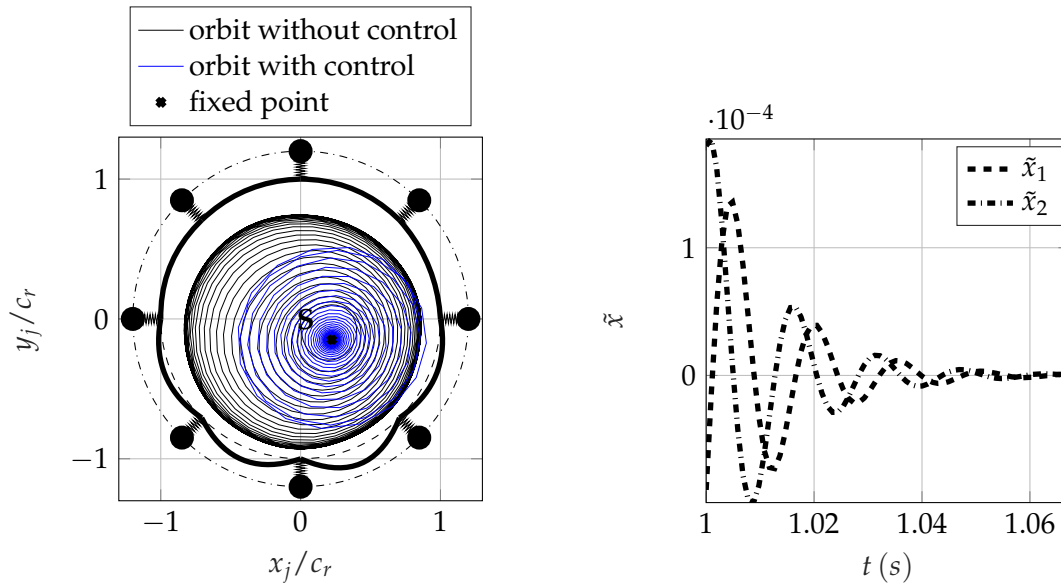 orbit without control
orbit with control
fixed point
1
0
−1
y_j/c_r
S
−1
0
1
x_j/c_r
·10^{−4}
x̃_1
x̃_2
1
0
x̃
1
1.02
1.04
1.06
t (s)